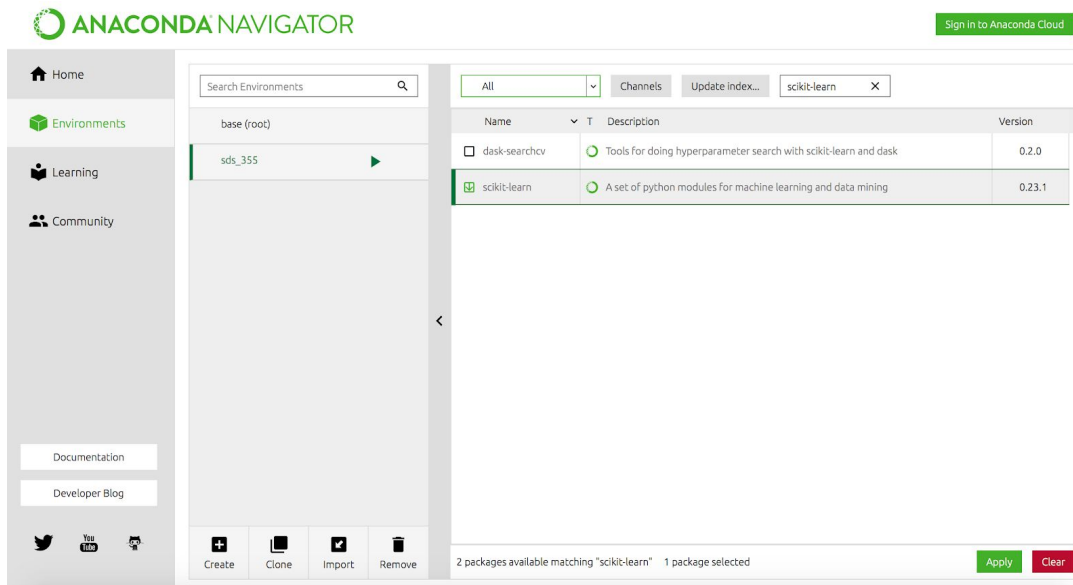 ANACONDA NAVIGATOR
Sign in to Anaconda Cloud
Home
Environments
Learning
Community
Documentation
Developer Blog
You
Tube
Search Environments
base (root)
sds_355
Create
Clone
Import
Remove
All
Channels
Update index...
scikit-learn
Name
T
Description
Version
dask-searchcv
Tools for doing hyperparameter search with scikit-learn and dask
0.2.0
scikit-learn
A set of python modules for machine learning and data mining
0.23.1
2 packages available matching "scikit-learn"
1 package selected
Apply
Clear